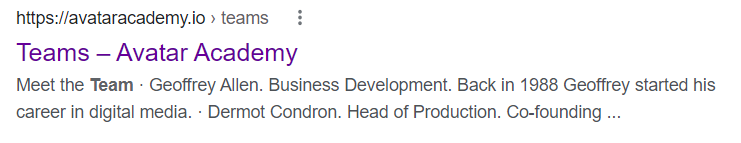 https://avataracademy.io › teams
Teams – Avatar Academy
Meet the Team · Geoffrey Allen. Business Development. Back in 1988 Geoffrey started his
career in digital media. · Dermot Condron. Head of Production. Co-founding ...